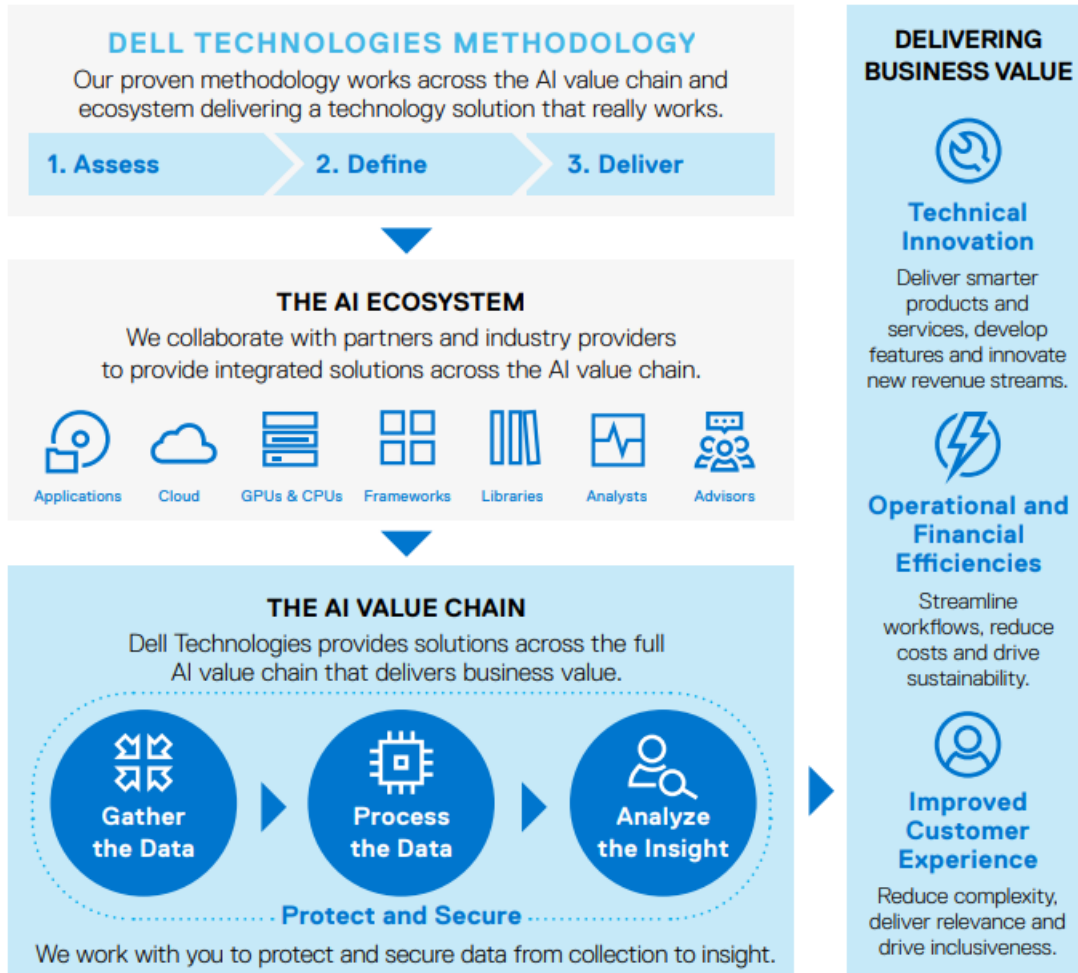 DELL TECHNOLOGIES METHODOLOGY
Our proven methodology works across the AI value chain and
ecosystem delivering a technology solution that really works.
1. Assess
2. Define
3. Deliver
THE AI ECOSYSTEM
We collaborate with partners and industry providers
to provide integrated solutions across the AI value chain.
Applications
Cloud
GPUs & CPUs
Frameworks
Libraries
Analysts
Advisors
THE AI VALUE CHAIN
Dell Technologies provides solutions across the full
AI value chain that delivers business value.
Gather
the Data
Process
the Data
Analyze
the Insight
Protect and Secure
We work with you to protect and secure data from collection to insight.
DELIVERING
BUSINESS VALUE
Technical
Innovation
Deliver smarter
products and
services, develop
features and innovate
new revenue streams.
Operational and
Financial
Efficiencies
Streamline
workflows, reduce
costs and drive
sustainability.
Improved
Customer
Experience
Reduce complexity,
deliver relevance and
drive inclusiveness.